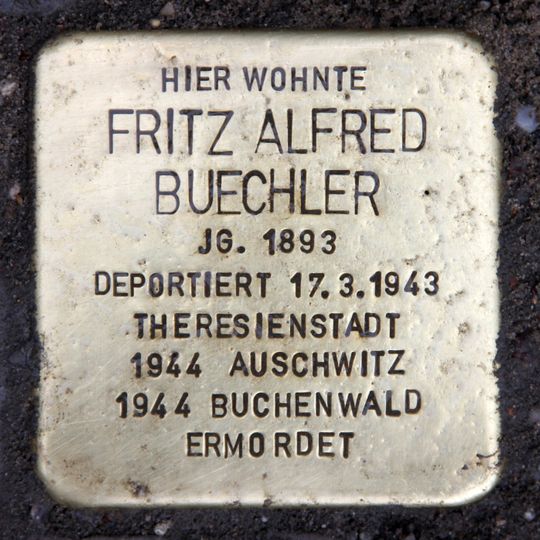 HIER WOHNTE
FRITZ ALFRED
BUECHLER
JG. 1893
DEPORTIERT 17.3.1943
THERESIENSTADT
1944 AUSCHWITZ
1944 BUCHENWALD
ERMORDET